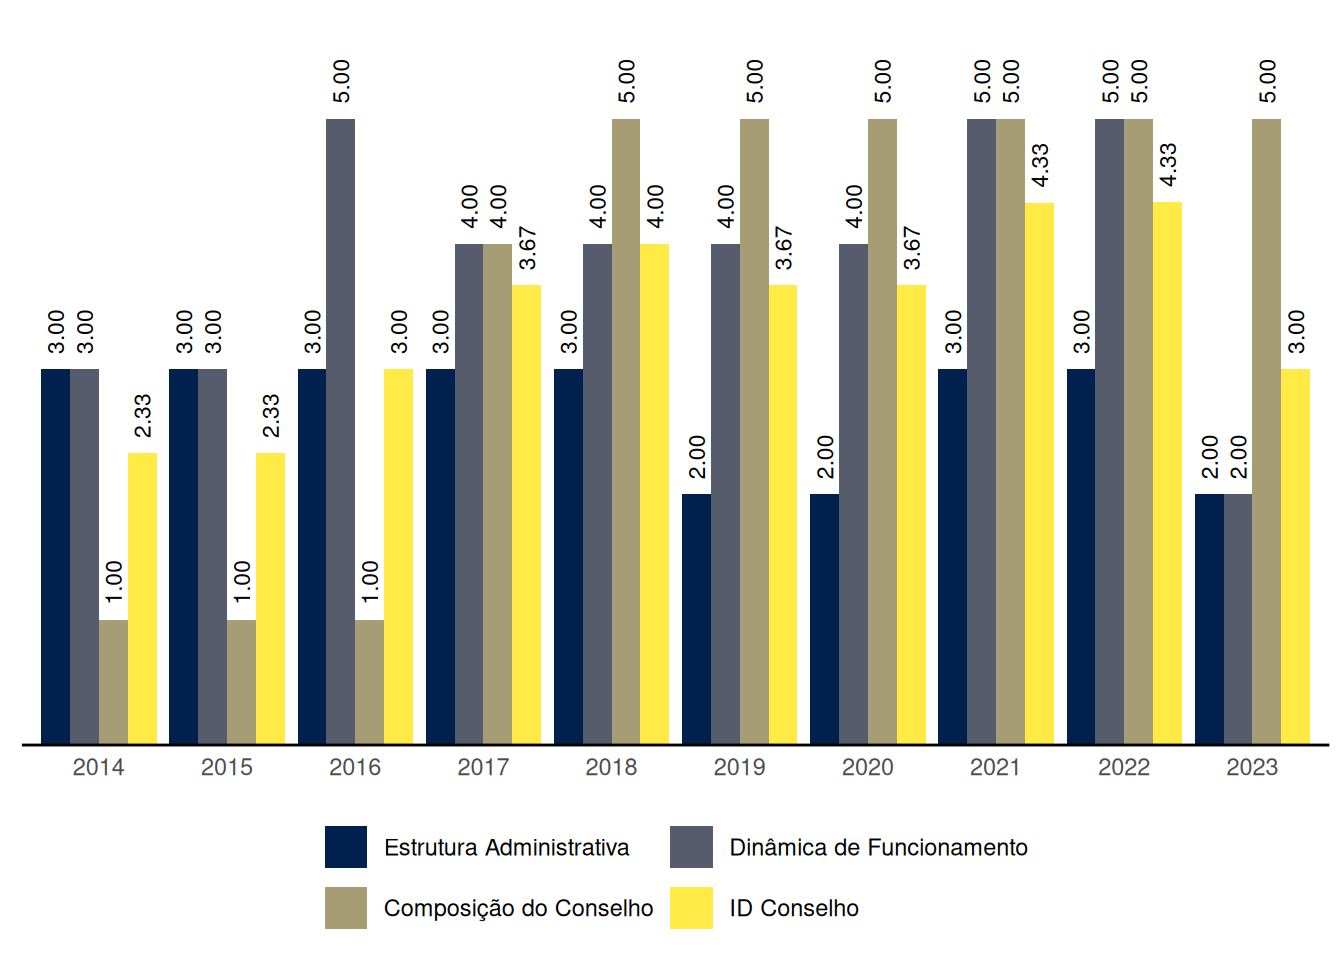 3.00 3.00 1.00 2.33
3.00 3.00 1.00 2.33
3.00 5.00 1.00 3.00
3.00 4.00 4.00 3.67
3.00 4.00 5.00 4.00
2.00 4.00 5.00 3.67
2.00 4.00 5.00 3.67
3.00 5.00 5.00 4.33
3.00 5.00 5.00 4.33
2.00 2.00 5.00 3.00
2014 2015 2016 2017 2018 2019 2020 2021 2022 2023
Estrutura Administrativa Dinâmica de Funcionamento
Composição do Conselho ID Conselho